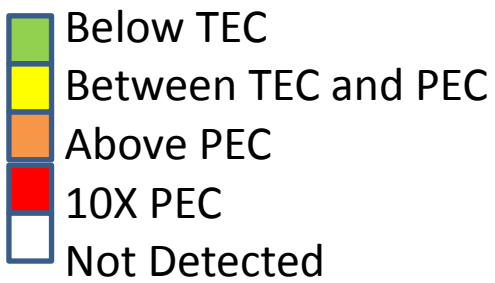 Below TEC
Between TEC and PEC
Above PEC
10X PEC
Not Detected